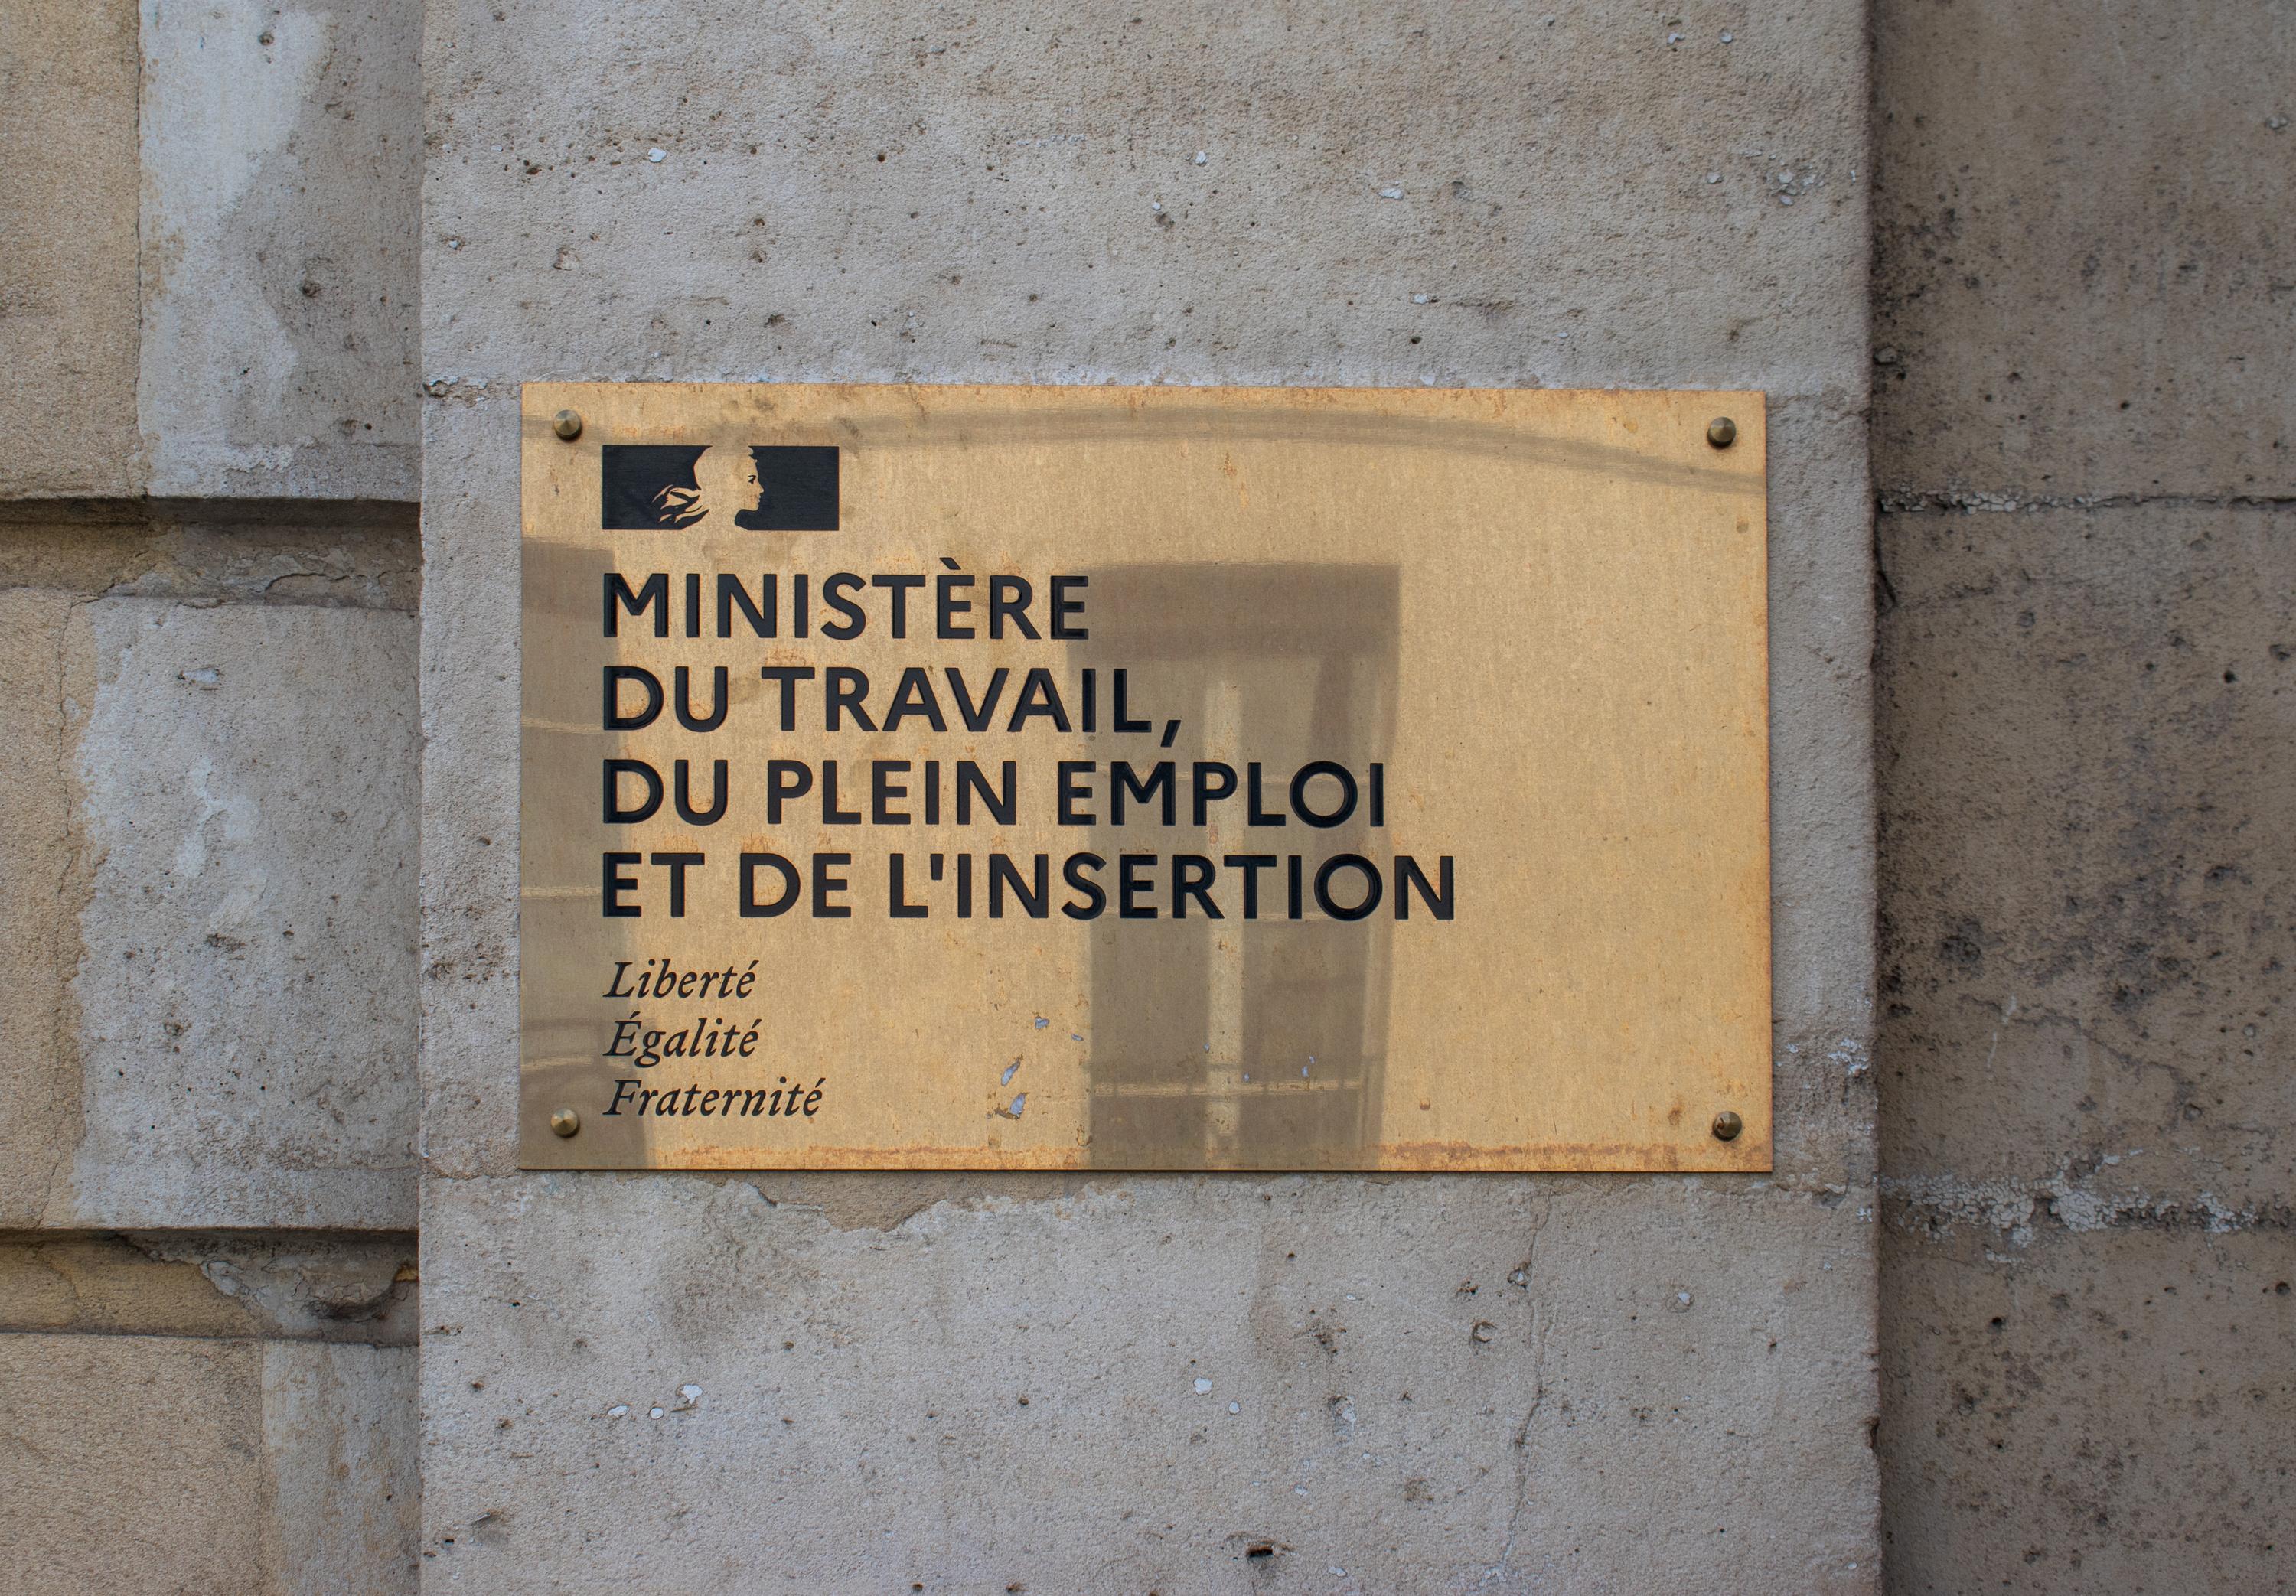 MINISTÈRE
DU TRAVAIL,
DU PLEIN EMPLOI
ET DE L'INSERTION
Liberté
Égalité
Fraternité